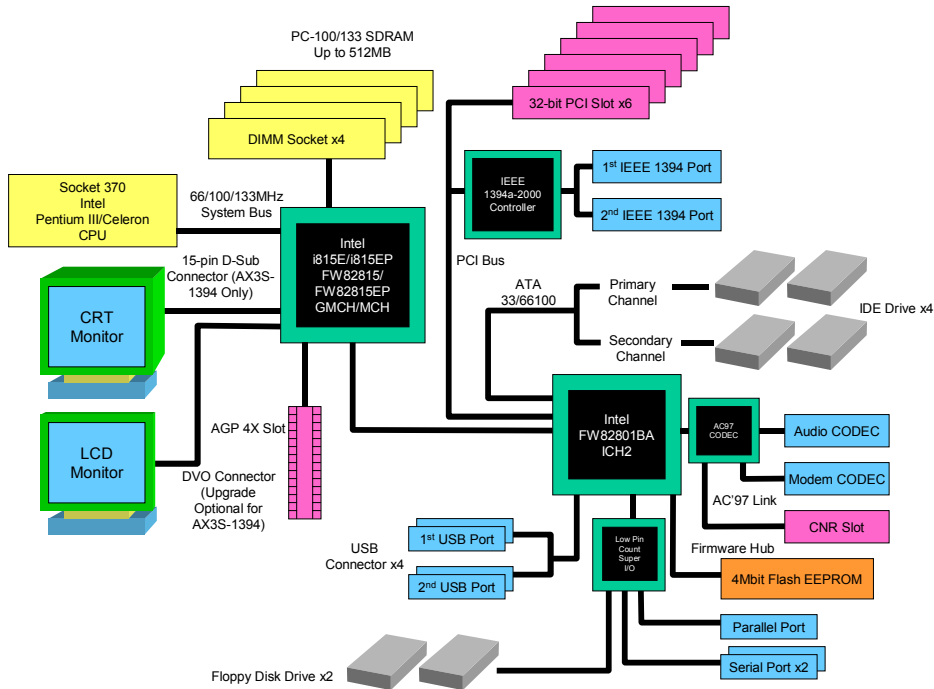 PC-100/133 SDRAM
Up to 512MB
DIMM Socket x4
32-bit PCI Slot x6
Socket 370
Intel
Pentium III/Celeron
CPU
66/100/133MHz
System Bus
IEEE
1394a-2000
Controller
1st IEEE 1394 Port
2nd IEEE 1394 Port
Intel
i815E/i815EP
FW82815/
FW82815EP
GMCH/MCH
15-pin D-Sub
Connector (AX3S-
1394 Only)
PCI Bus
CRT
Monitor
ATA
33/66100
Primary
Channel
Secondary
Channel
IDE Drive x4
LCD
Monitor
AGP 4X Slot
DVO Connector
(Upgrade
Optional for
AX3S-1394)
Intel
FW82801BA
ICH2
AC97
CODEC
Audio CODEC
Modem CODEC
AC'97 Link
CNR Slot
USB
Connector x4
1st USB Port
2nd USB Port
Low Pin
Count
Super
I/O
Firmware Hub
4Mbit Flash EEPROM
Parallel Port
Serial Port x2
Floppy Disk Drive x2